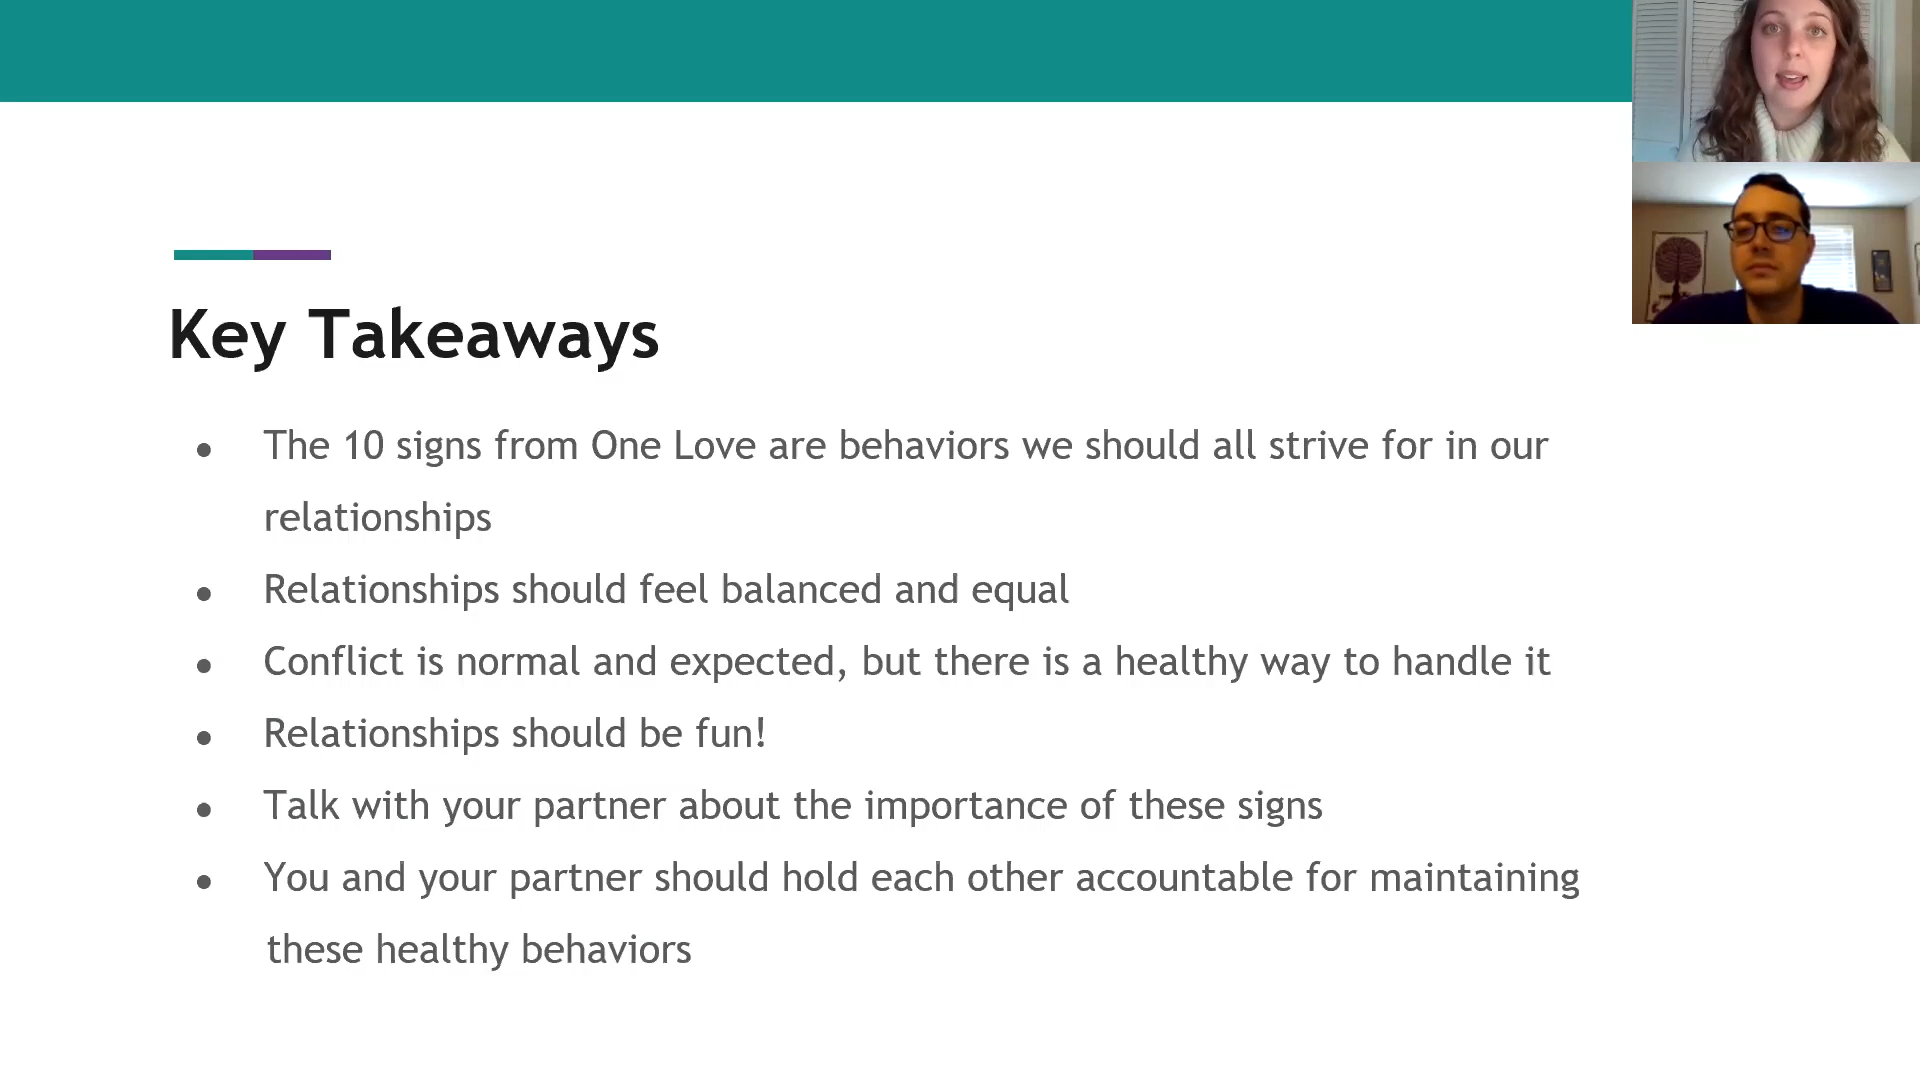 Key Takeaways
● The 10 signs from One Love are behaviors we should all strive for in our
relationships
● Relationships should feel balanced and equal
● Conflict is normal and expected, but there is a healthy way to handle it
● Relationships should be fun!
● Talk with your partner about the importance of these signs
● You and your partner should hold each other accountable for maintaining
these healthy behaviors